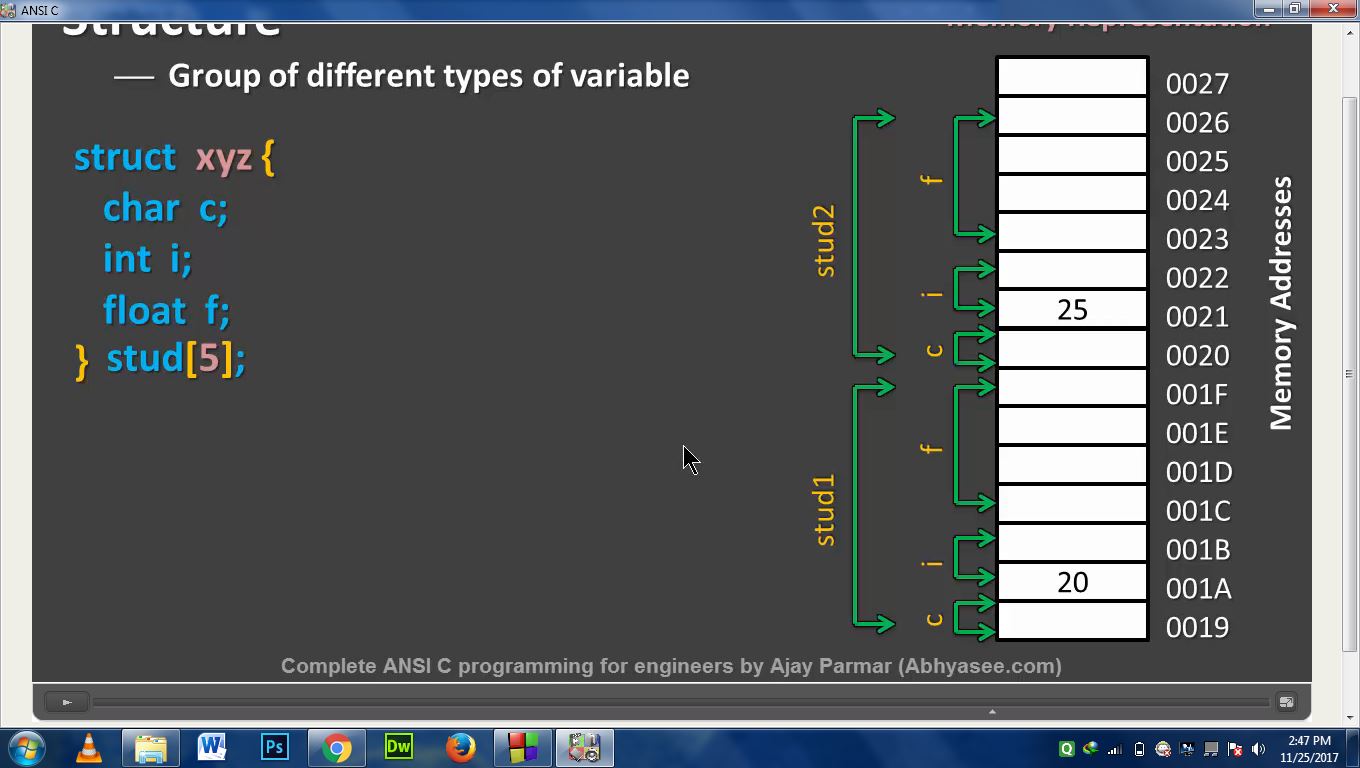 ANSI C
Structure
Memory Representation
— Group of different types of variable
struct xyz {
char c;
int i;
float f;
} stud[5];
stud2
f
i
c
stud1
f
i
c
25
20
0027
0026
0025
0024
0023
0022
0021
0020
001F
001E
001D
001C
001B
001A
0019
Memory Addresses
Complete ANSI C programming for engineers by Ajay Parmar (Abhyasee.com)
W
Ps
Dw
Q
2:47 PM
11/25/2017